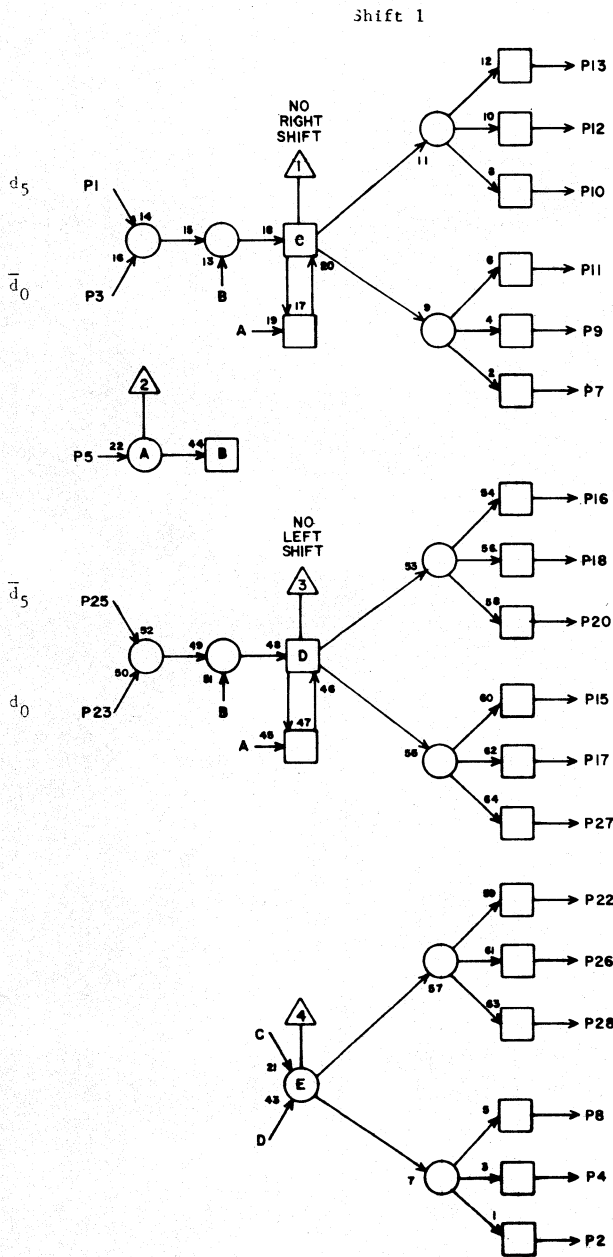 Shift 1
12
P13
NO
RIGHT
SHIFT
10
P12
11
d5
P1
1
8
P10
14
15
18
C
16
13
20
6
P11
d̅0
P3
B
17
9
4
P9
A
19
2
P7
2
P5
22
A
44
B
54
P16
NO
LEFT
SHIFT
56
P18
53
d̅5
P25
3
58
P20
52
49
48
D
50
51
46
60
P15
d0
P23
B
47
55
62
P17
A
45
64
P27
59
P22
61
P26
57
4
63
P28
C
21
E
43
5
P8
D
7
3
P4
1
P2